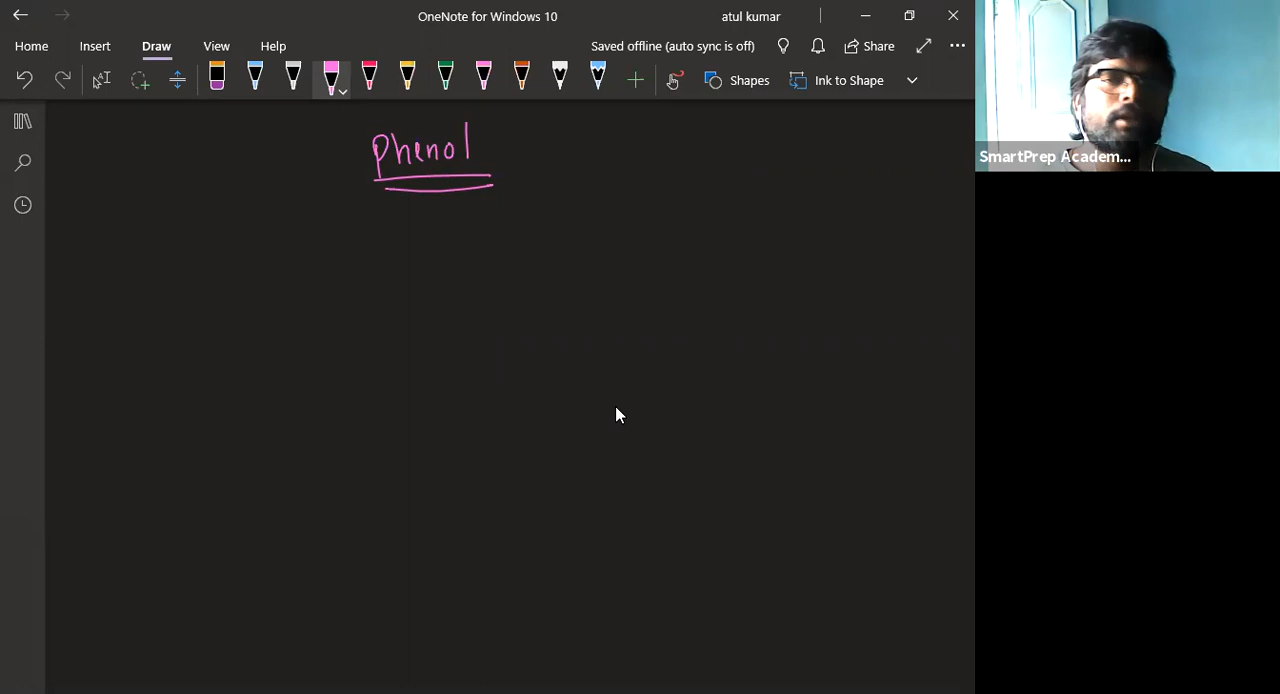 OneNote for Windows 10
atul kumar
Home Insert Draw View Help
Saved offline (auto sync is off)
Share
Shapes
Ink to Shape
Phenol
SmartPrep Academ...